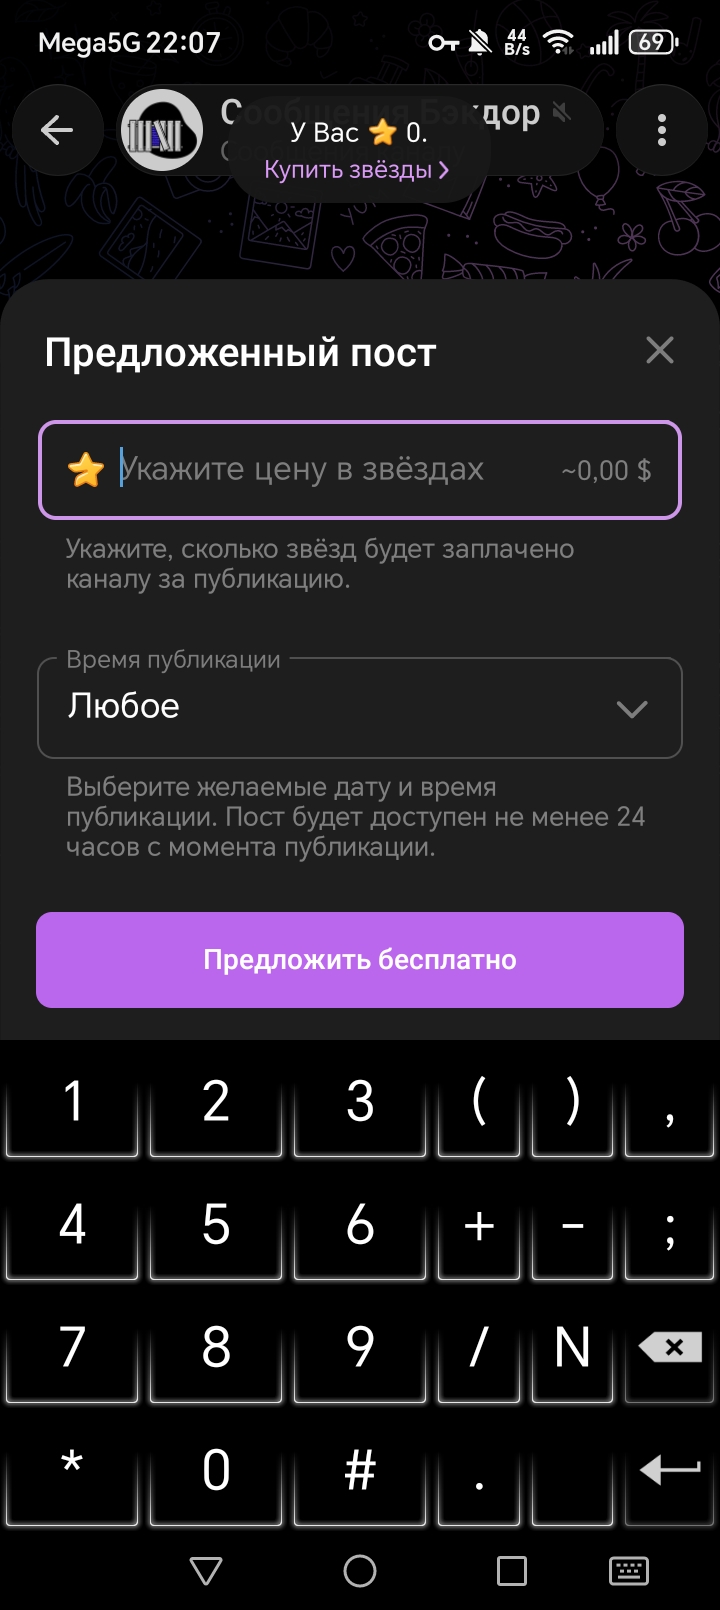 Mega5G 22:07
44 B/s
69
Сообщения Бэкдор
У Вас ⭐ 0.
Купить звёзды >
Предложенный пост
Укажите цену в звёздах ~0,00 $
Укажите, сколько звёзд будет заплачено
каналу за публикацию.
Время публикации
Любое
Выберите желаемые дату и время
публикации. Пост будет доступен не менее 24
часов с момента публикации.
Предложить бесплатно
1 2 3 ( ) ,
4 5 6 + - ;
7 8 9 / N
* 0 # .